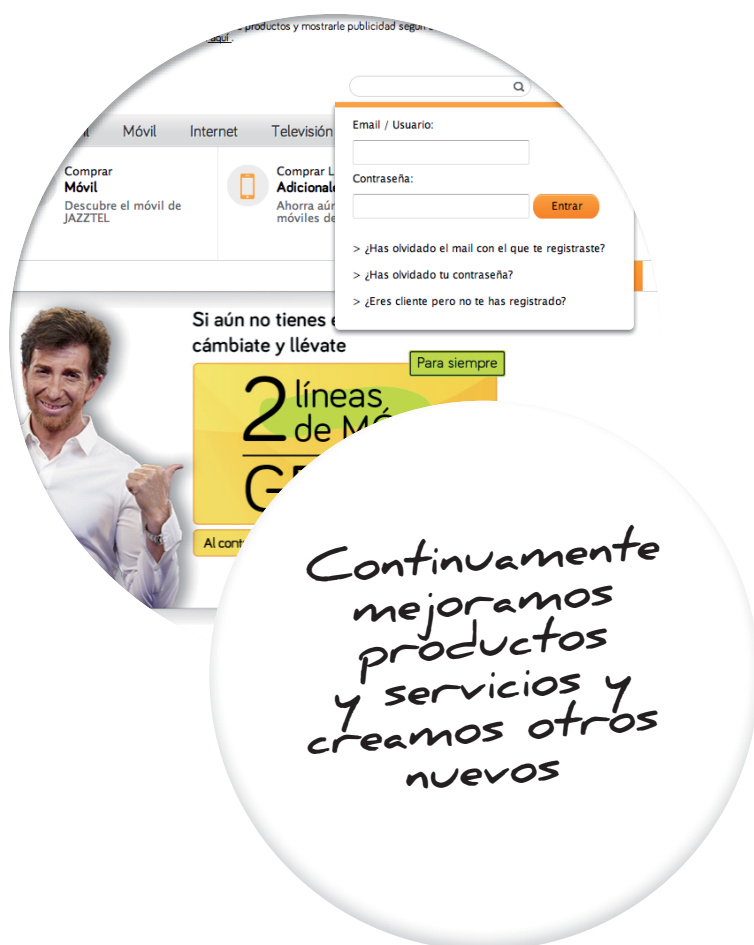 productos y mostrarle publicidad según
aquí.
Móvil Internet Televisión
Email / Usuario:
Contraseña:
Entrar
> ¿Has olvidado el mail con el que te registraste?
> ¿Has olvidado tu contraseña?
> ¿Eres cliente pero no te has registrado?
Comprar
Móvil
Descubre el móvil de
JAZZTEL
Comprar L
Adicional
Ahora aún
móviles de
Si aún no tienes
cámbiate y llévate
Para siempre
2 líneas
de MÓ
G
Al cont
Continuamente
mejoramos
productos
y servicios y
creamos otros
nuevos